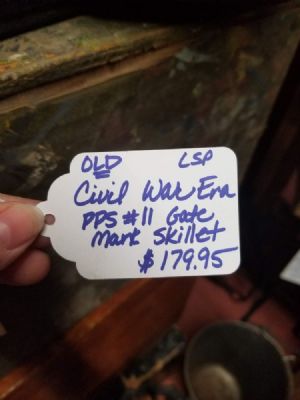 OLD LSP
Civil War Era
PPS #11 Gate
Mark Skillet
$179.95